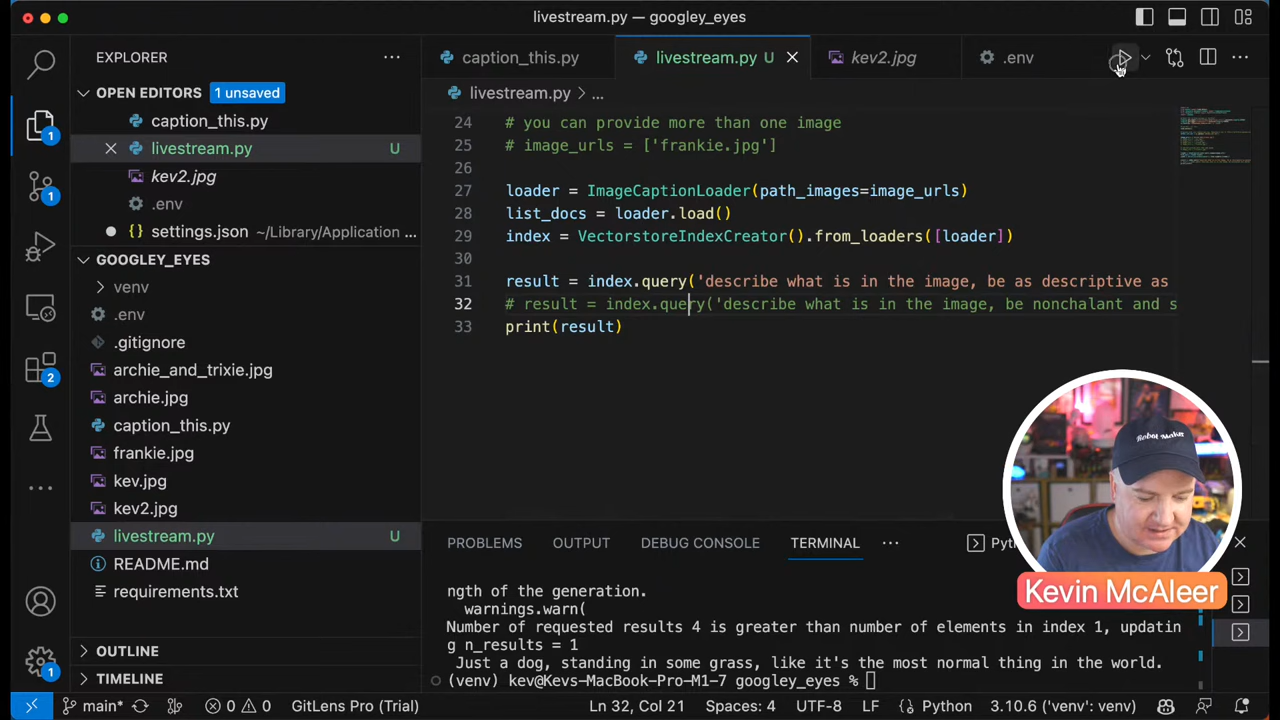 livestream.py — googley_eyes
EXPLORER
caption_this.py
livestream.py U
kev2.jpg
.env
OPEN EDITORS 1 unsaved
livestream.py > ...
caption_this.py
livestream.py U
kev2.jpg
.env
settings.json ~/Library/Application ...
GOOGLEY_EYES
venv
.env
.gitignore
archie_and_trixie.jpg
archie.jpg
caption_this.py
frankie.jpg
kev.jpg
kev2.jpg
livestream.py U
README.md
requirements.txt
OUTLINE
TIMELINE
1
1
2
1
24 # you can provide more than one image
25 # image_urls = ['frankie.jpg']
26
27 loader = ImageCaptionLoader(path_images=image_urls)
28 list_docs = loader.load()
29 index = VectorstoreIndexCreator().from_loaders([loader])
30
31 result = index.query('describe what is in the image, be as descriptive as
32 # result = index.query('describe what is in the image, be nonchalant and s
33 print(result)
Robot Maker
Kevin McAleer
PROBLEMS OUTPUT DEBUG CONSOLE TERMINAL ... Pyth
ngth of the generation.
warnings.warn(
Number of requested results 4 is greater than number of elements in index 1, updatin
g n_results = 1
Just a dog, standing in some grass, like it's the most normal thing in the world.
(venv) kev@Kevs-MacBook-Pro-M1-7 googley_eyes %
main* 0 0 GitLens Pro (Trial) Ln 32, Col 21 Spaces: 4 UTF-8 LF Python 3.10.6 ('venv': venv)